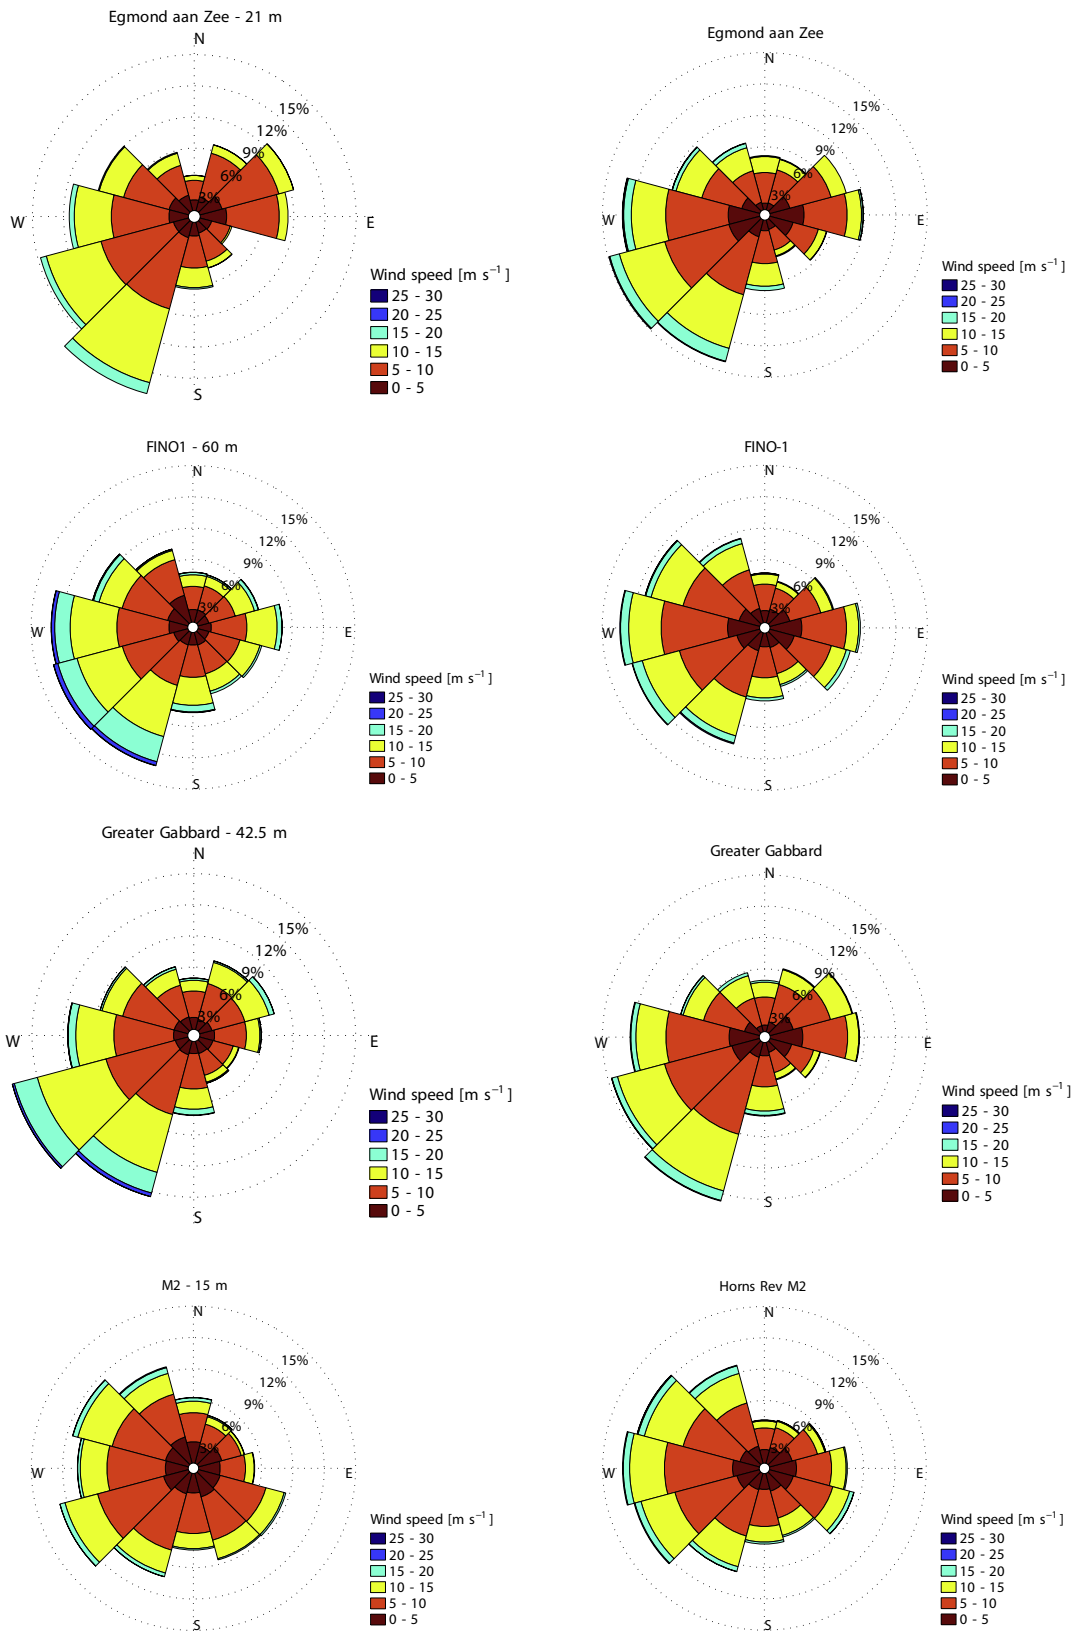 Egmond aan Zee - 21 m
N
15%
12%
9%
6%
3%
W
E
S
Wind speed [m s⁻¹]
25 - 30
20 - 25
15 - 20
10 - 15
5 - 10
0 - 5
Egmond aan Zee
N
15%
12%
9%
6%
3%
W
E
S
Wind speed [m s⁻¹]
25 - 30
20 - 25
15 - 20
10 - 15
5 - 10
0 - 5
FINO1 - 60 m
N
15%
12%
9%
6%
3%
W
E
S
Wind speed [m s⁻¹]
25 - 30
20 - 25
15 - 20
10 - 15
5 - 10
0 - 5
FINO-1
N
15%
12%
9%
6%
3%
W
E
S
Wind speed [m s⁻¹]
25 - 30
20 - 25
15 - 20
10 - 15
5 - 10
0 - 5
Greater Gabbard - 42.5 m
N
15%
12%
9%
6%
3%
W
E
S
Wind speed [m s⁻¹]
25 - 30
20 - 25
15 - 20
10 - 15
5 - 10
0 - 5
Greater Gabbard
N
15%
12%
9%
6%
3%
W
E
S
Wind speed [m s⁻¹]
25 - 30
20 - 25
15 - 20
10 - 15
5 - 10
0 - 5
M2 - 15 m
N
15%
12%
9%
6%
3%
W
E
S
Wind speed [m s⁻¹]
25 - 30
20 - 25
15 - 20
10 - 15
5 - 10
0 - 5
Horns Rev M2
N
15%
12%
9%
6%
3%
W
E
S
Wind speed [m s⁻¹]
25 - 30
20 - 25
15 - 20
10 - 15
5 - 10
0 - 5